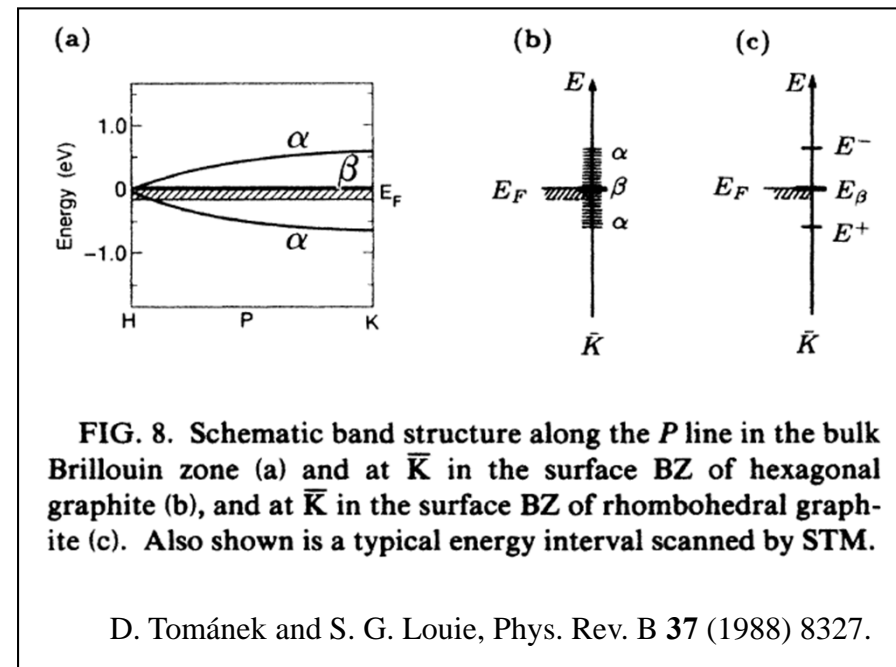 (a) (b) (c)
E E
1.0 α α E⁻
β
Energy (eV) 0 E_F E_F β E_F E_β
α α E⁺
−1.0
H P K K̄ K̄
FIG. 8. Schematic band structure along the P line in the bulk
Brillouin zone (a) and at K̄ in the surface BZ of hexagonal
graphite (b), and at K̄ in the surface BZ of rhombohedral graph-
ite (c). Also shown is a typical energy interval scanned by STM.
D. Tománek and S. G. Louie, Phys. Rev. B 37 (1988) 8327.